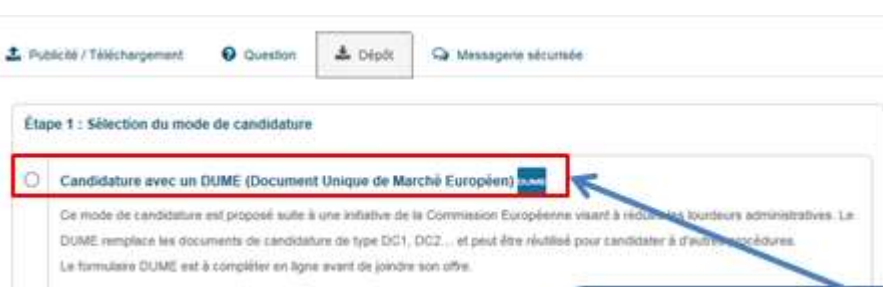 Publicité / Téléchargement
Question
Dépôt
Messagerie sécurisée
Étape 1 : Sélection du mode de candidature
Candidature avec un DUME (Document Unique de Marché Européen) DUME
Ce mode de candidature est proposé suite à une initiative de la Commission Européenne visant à réduire les lourdeurs administratives. Le
DUME remplace les documents de candidature de type DC1, DC2... et peut être réutilisé pour candidater à d'autres procédures.
Le formulaire DUME est à compléter en ligne avant de joindre son offre.